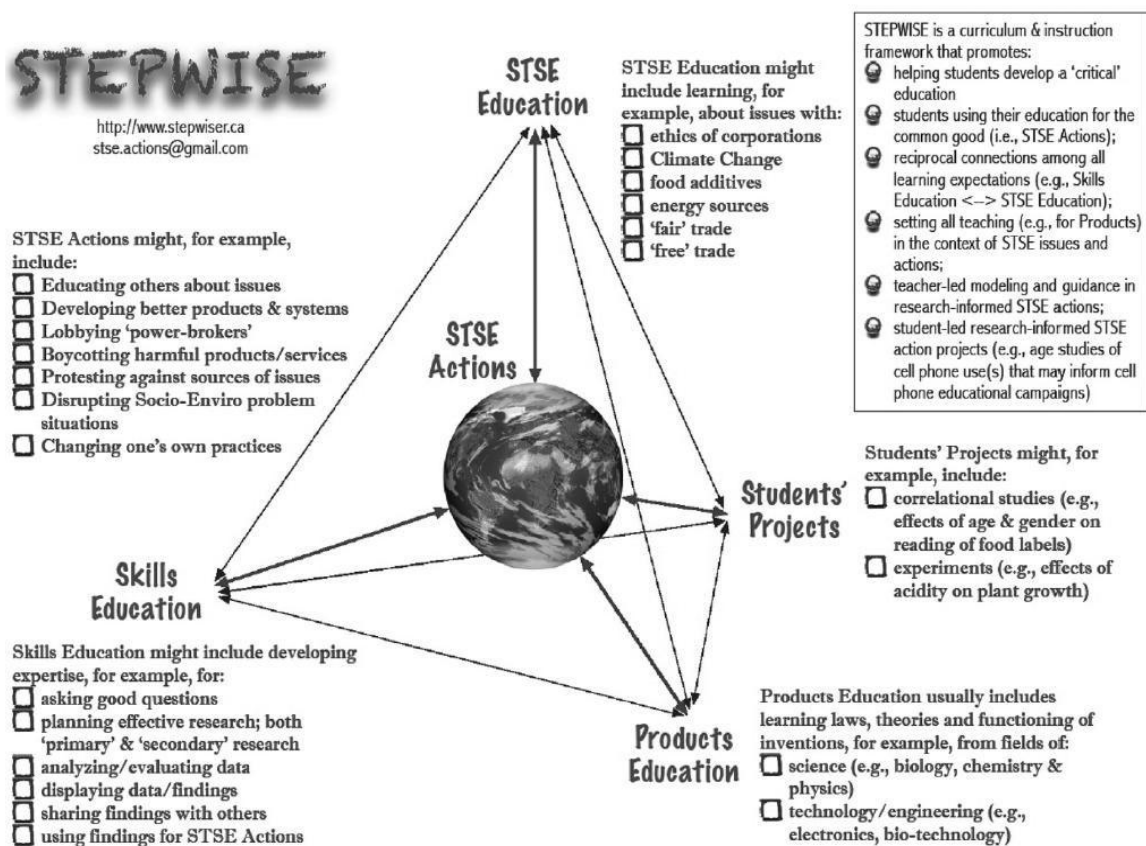 STEPWISE
http://www.stepwiser.ca
stse.actions@gmail.com
STSE
Education
STSE Education might
include learning, for
example, about issues with:
ethics of corporations
Climate Change
food additives
energy sources
'fair' trade
'free' trade
STEPWISE is a curriculum & instruction
framework that promotes:
helping students develop a 'critical'
education
students using their education for the
common good (i.e., STSE Actions);
reciprocal connections among all
learning expectations (e.g., Skills
Education <–> STSE Education);
setting all teaching (e.g., for Products)
in the context of STSE issues and
actions;
teacher-led modeling and guidance in
research-informed STSE actions;
student-led research-informed STSE
action projects (e.g., age studies of
cell phone use(s) that may inform cell
phone educational campaigns)
STSE Actions might, for example,
include:
Educating others about issues
Developing better products & systems
Lobbying 'power-brokers'
Boycotting harmful products/services
Protesting against sources of issues
Disrupting Socio-Enviro problem
situations
Changing one's own practices
STSE
Actions
Students'
Projects
Students' Projects might, for
example, include:
correlational studies (e.g.,
effects of age & gender on
reading of food labels)
experiments (e.g., effects of
acidity on plant growth)
Skills
Education
Skills Education might include developing
expertise, for example, for:
asking good questions
planning effective research; both
'primary' & 'secondary' research
analyzing/evaluating data
displaying data/findings
sharing findings with others
using findings for STSE Actions
Products
Education
Products Education usually includes
learning laws, theories and functioning of
inventions, for example, from fields of:
science (e.g., biology, chemistry &
physics)
technology/engineering (e.g.,
electronics, bio-technology)